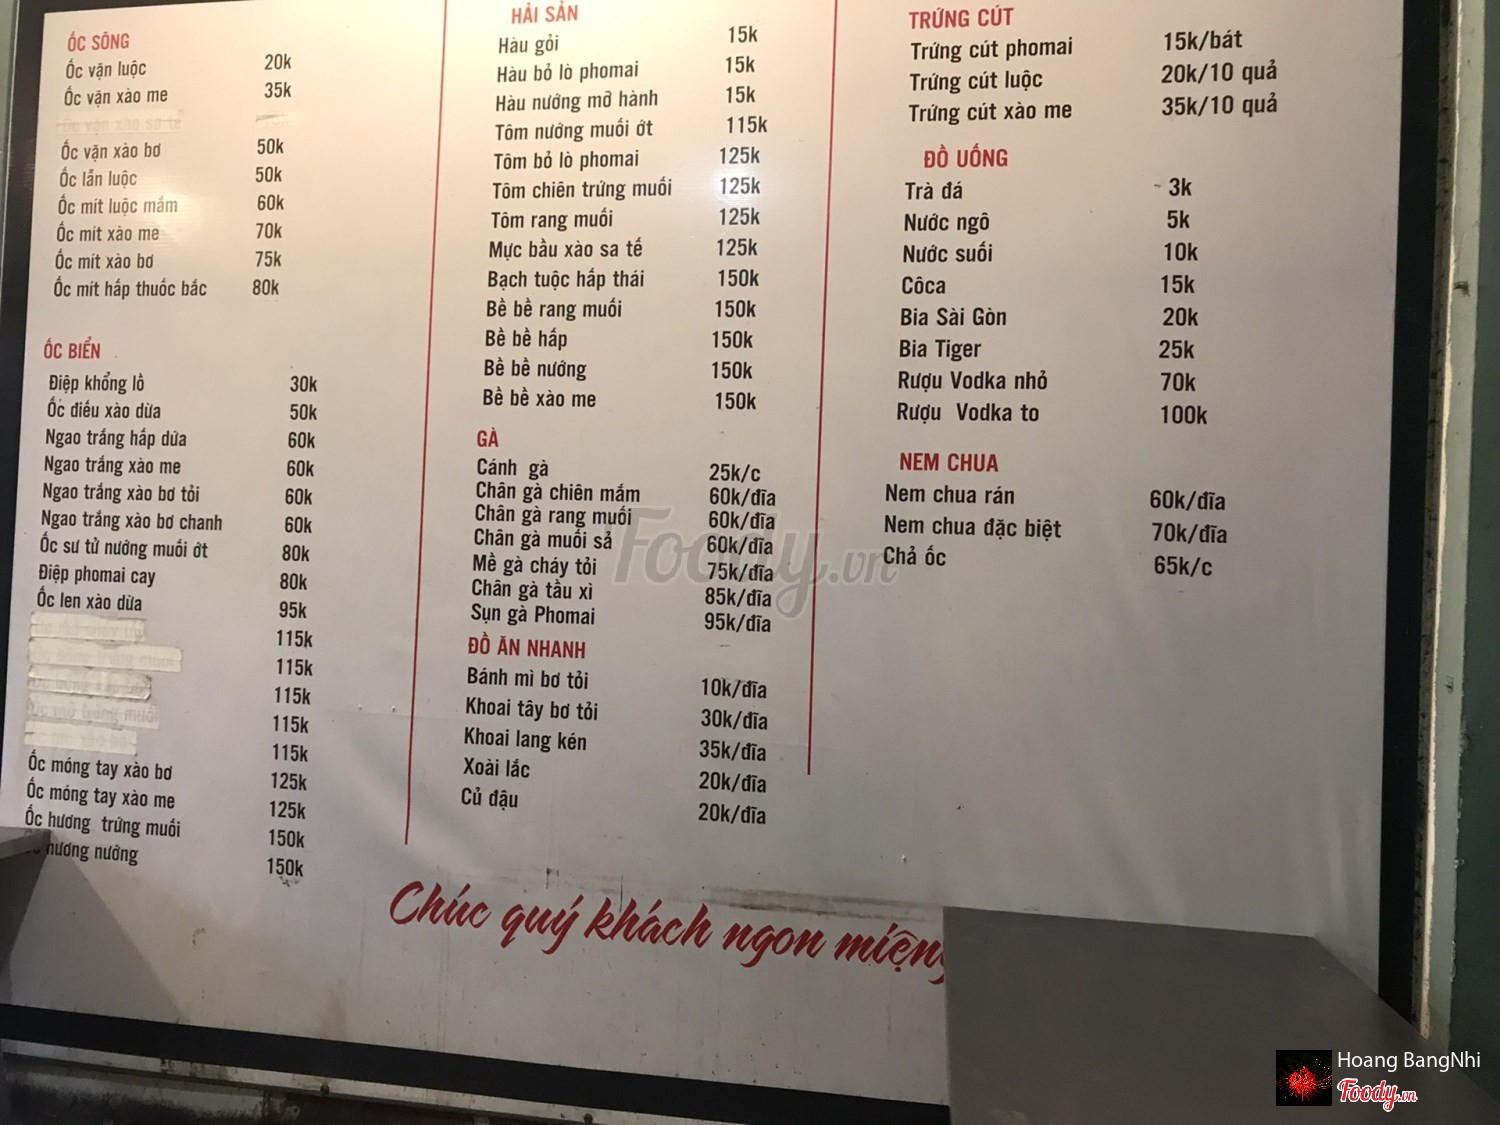 ỐC SÔNG
Ốc vặn luộc 20k
Ốc vặn xào me 35k
Ốc vặn xào sa tế
Ốc vặn xào bơ 50k
Ốc lẫn luộc 50k
Ốc mít luộc mắm 60k
Ốc mít xào me 70k
Ốc mít xào bơ 75k
Ốc mít hấp thuốc bắc 80k
ỐC BIỂN
Điệp khổng lồ 30k
Ốc điếu xào dừa 50k
Ngao trắng hấp dứa 60k
Ngao trắng xào me 60k
Ngao trắng xào bơ tỏi 60k
Ngao trắng xào bơ chanh 60k
Ốc sư tử nướng muối ớt 80k
Điệp phomai cay 80k
Ốc len xào dừa 95k
115k
115k
115k
115k
115k
Ốc móng tay xào bơ 125k
Ốc móng tay xào me 125k
Ốc hương trứng muối 150k
hương nướng 150k
HẢI SẢN
Hàu gỏi 15k
Hàu bỏ lò phomai 15k
Hàu nướng mỡ hành 15k
Tôm nướng muối ớt 115k
Tôm bỏ lò phomai 125k
Tôm chiên trứng muối 125k
Tôm rang muối 125k
Mực bầu xào sa tế 125k
Bạch tuộc hấp thái 150k
Bề bề rang muối 150k
Bề bề hấp 150k
Bề bề nướng 150k
Bề bề xào me 150k
GÀ
Cánh gà 25k/c
Chân gà chiên mắm 60k/đĩa
Chân gà rang muối 60k/đĩa
Chân gà muối sả 60k/đĩa
Mề gà cháy tỏi 75k/đĩa
Chân gà tầu xì 85k/đĩa
Sụn gà Phomai 95k/đĩa
ĐỒ ĂN NHANH
Bánh mì bơ tỏi 10k/đĩa
Khoai tây bơ tỏi 30k/đĩa
Khoai lang kén 35k/đĩa
Xoài lắc 20k/đĩa
Củ đậu 20k/đĩa
TRỨNG CÚT
Trứng cút phomai 15k/bát
Trứng cút luộc 20k/10 quả
Trứng cút xào me 35k/10 quả
ĐỒ UỐNG
Trà đá 3k
Nước ngô 5k
Nước suối 10k
Côca 15k
Bia Sài Gòn 20k
Bia Tiger 25k
Rượu Vodka nhỏ 70k
Rượu Vodka to 100k
NEM CHUA
Nem chua rán 60k/đĩa
Nem chua đặc biệt 70k/đĩa
Chả ốc 65k/c
Chúc quý khách ngon miệng
Foody.vn
Hoang BangNhi
Foody.vn